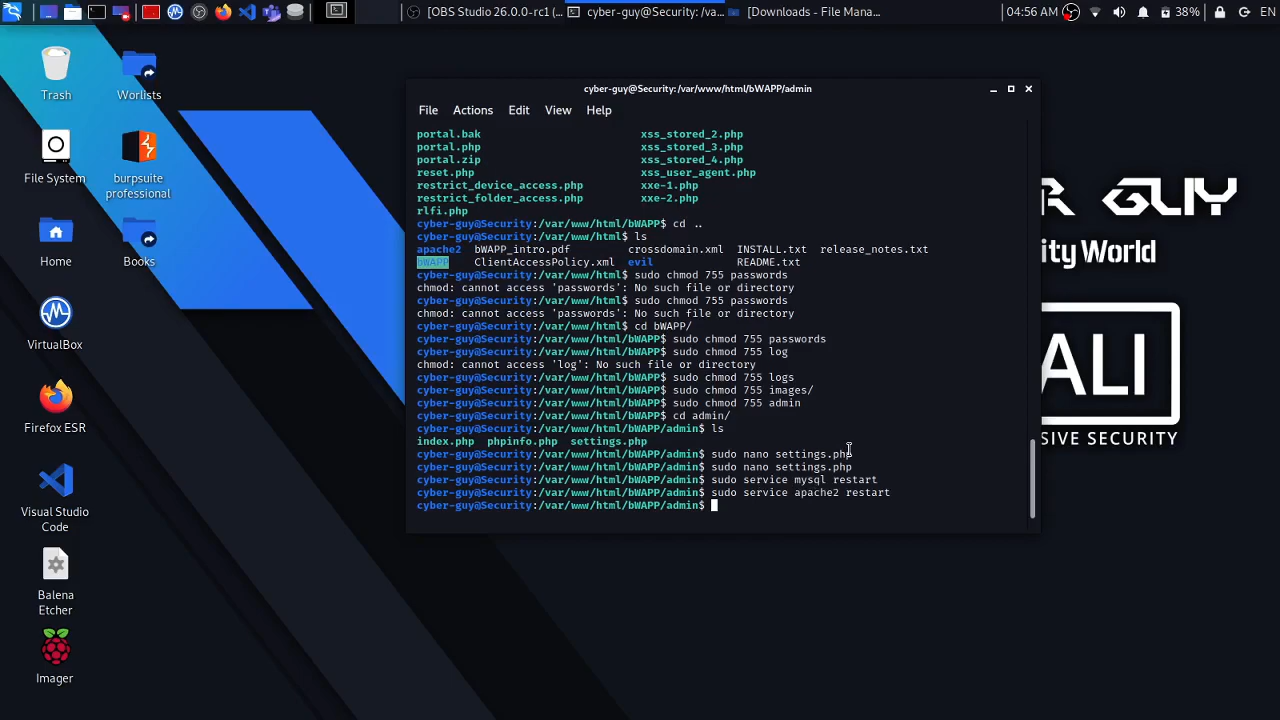 [OBS Studio 26.0.0-rc1 (...
cyber-guy@Security: /va...
[Downloads - File Mana...
04:56 AM
38%
EN
Trash
Worlists
File System
burpsuite professional
Home
Books
VirtualBox
Firefox ESR
Visual Studio Code
Balena Etcher
Imager
R GUY
ity World
ALI
SIVE SECURITY
cyber-guy@Security:/var/www/html/bWAPP/admin
File Actions Edit View Help
portal.bak xss_stored_2.php
portal.php xss_stored_3.php
portal.zip xss_stored_4.php
reset.php xss_user_agent.php
restrict_device_access.php xxe-1.php
restrict_folder_access.php xxe-2.php
rlfi.php
cyber-guy@Security:/var/www/html/bWAPP$ cd ..
cyber-guy@Security:/var/www/html$ ls
apache2 bWAPP_intro.pdf crossdomain.xml INSTALL.txt release_notes.txt
bWAPP ClientAccessPolicy.xml evil README.txt
cyber-guy@Security:/var/www/html$ sudo chmod 755 passwords
chmod: cannot access 'passwords': No such file or directory
cyber-guy@Security:/var/www/html$ sudo chmod 755 passwords
chmod: cannot access 'passwords': No such file or directory
cyber-guy@Security:/var/www/html$ cd bWAPP/
cyber-guy@Security:/var/www/html/bWAPP$ sudo chmod 755 passwords
cyber-guy@Security:/var/www/html/bWAPP$ sudo chmod 755 log
chmod: cannot access 'log': No such file or directory
cyber-guy@Security:/var/www/html/bWAPP$ sudo chmod 755 logs
cyber-guy@Security:/var/www/html/bWAPP$ sudo chmod 755 images/
cyber-guy@Security:/var/www/html/bWAPP$ sudo chmod 755 admin
cyber-guy@Security:/var/www/html/bWAPP$ cd admin/
cyber-guy@Security:/var/www/html/bWAPP/admin$ ls
index.php phpinfo.php settings.php
cyber-guy@Security:/var/www/html/bWAPP/admin$ sudo nano settings.php
cyber-guy@Security:/var/www/html/bWAPP/admin$ sudo nano settings.php
cyber-guy@Security:/var/www/html/bWAPP/admin$ sudo service mysql restart
cyber-guy@Security:/var/www/html/bWAPP/admin$ sudo service apache2 restart
cyber-guy@Security:/var/www/html/bWAPP/admin$